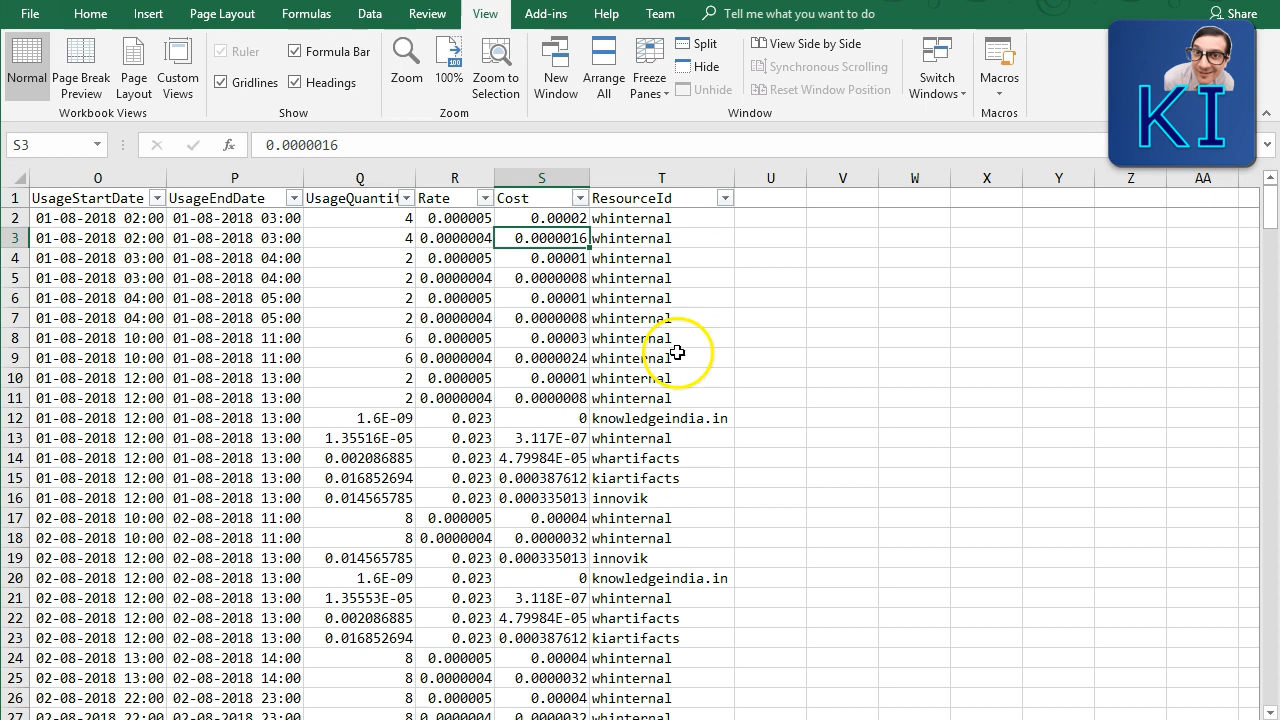 File Home Insert Page Layout Formulas Data Review View Add-ins Help Team Tell me what you want to do Share
Normal Page Break Preview Page Layout Custom Views Ruler Formula Bar Gridlines Headings Zoom 100% Zoom to Selection New Window Arrange All Freeze Panes Split Hide Unhide View Side by Side Synchronous Scrolling Reset Window Position Switch Windows Macros
Workbook Views Show Zoom Window Macros
KI
S3 fx 0.0000016
O P Q R S T U V W X Y Z AA
1 UsageStartDate UsageEndDate UsageQuantit Rate Cost ResourceId
2 01-08-2018 02:00 01-08-2018 03:00 4 0.000005 0.00002 whinternal
3 01-08-2018 02:00 01-08-2018 03:00 4 0.0000004 0.0000016 whinternal
4 01-08-2018 03:00 01-08-2018 04:00 2 0.000005 0.00001 whinternal
5 01-08-2018 03:00 01-08-2018 04:00 2 0.0000004 0.0000008 whinternal
6 01-08-2018 04:00 01-08-2018 05:00 2 0.000005 0.00001 whinternal
7 01-08-2018 04:00 01-08-2018 05:00 2 0.0000004 0.0000008 whinternal
8 01-08-2018 10:00 01-08-2018 11:00 6 0.000005 0.00003 whinternal
9 01-08-2018 10:00 01-08-2018 11:00 6 0.0000004 0.0000024 whinternal
10 01-08-2018 12:00 01-08-2018 13:00 2 0.000005 0.00001 whinternal
11 01-08-2018 12:00 01-08-2018 13:00 2 0.0000004 0.0000008 whinternal
12 01-08-2018 12:00 01-08-2018 13:00 1.6E-09 0.023 0 knowledgeindia.in
13 01-08-2018 12:00 01-08-2018 13:00 1.35516E-05 0.023 3.117E-07 whinternal
14 01-08-2018 12:00 01-08-2018 13:00 0.002086885 0.023 4.79984E-05 whartifacts
15 01-08-2018 12:00 01-08-2018 13:00 0.016852694 0.023 0.000387612 kiartifacts
16 01-08-2018 12:00 01-08-2018 13:00 0.014565785 0.023 0.000335013 innovik
17 02-08-2018 10:00 02-08-2018 11:00 8 0.000005 0.00004 whinternal
18 02-08-2018 10:00 02-08-2018 11:00 8 0.0000004 0.0000032 whinternal
19 02-08-2018 12:00 02-08-2018 13:00 0.014565785 0.023 0.000335013 innovik
20 02-08-2018 12:00 02-08-2018 13:00 1.6E-09 0.023 0 knowledgeindia.in
21 02-08-2018 12:00 02-08-2018 13:00 1.35553E-05 0.023 3.118E-07 whinternal
22 02-08-2018 12:00 02-08-2018 13:00 0.002086885 0.023 4.79984E-05 whartifacts
23 02-08-2018 12:00 02-08-2018 13:00 0.016852694 0.023 0.000387612 kiartifacts
24 02-08-2018 13:00 02-08-2018 14:00 8 0.000005 0.00004 whinternal
25 02-08-2018 13:00 02-08-2018 14:00 8 0.0000004 0.0000032 whinternal
26 02-08-2018 22:00 02-08-2018 23:00 8 0.000005 0.00004 whinternal
27 02-08-2018 22:00 02-08-2018 23:00 8 0.0000004 0.0000032 whinternal